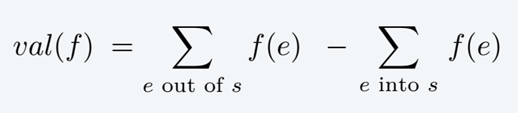 val(f) = ∑ f(e) − ∑ f(e)
e out of s e into s